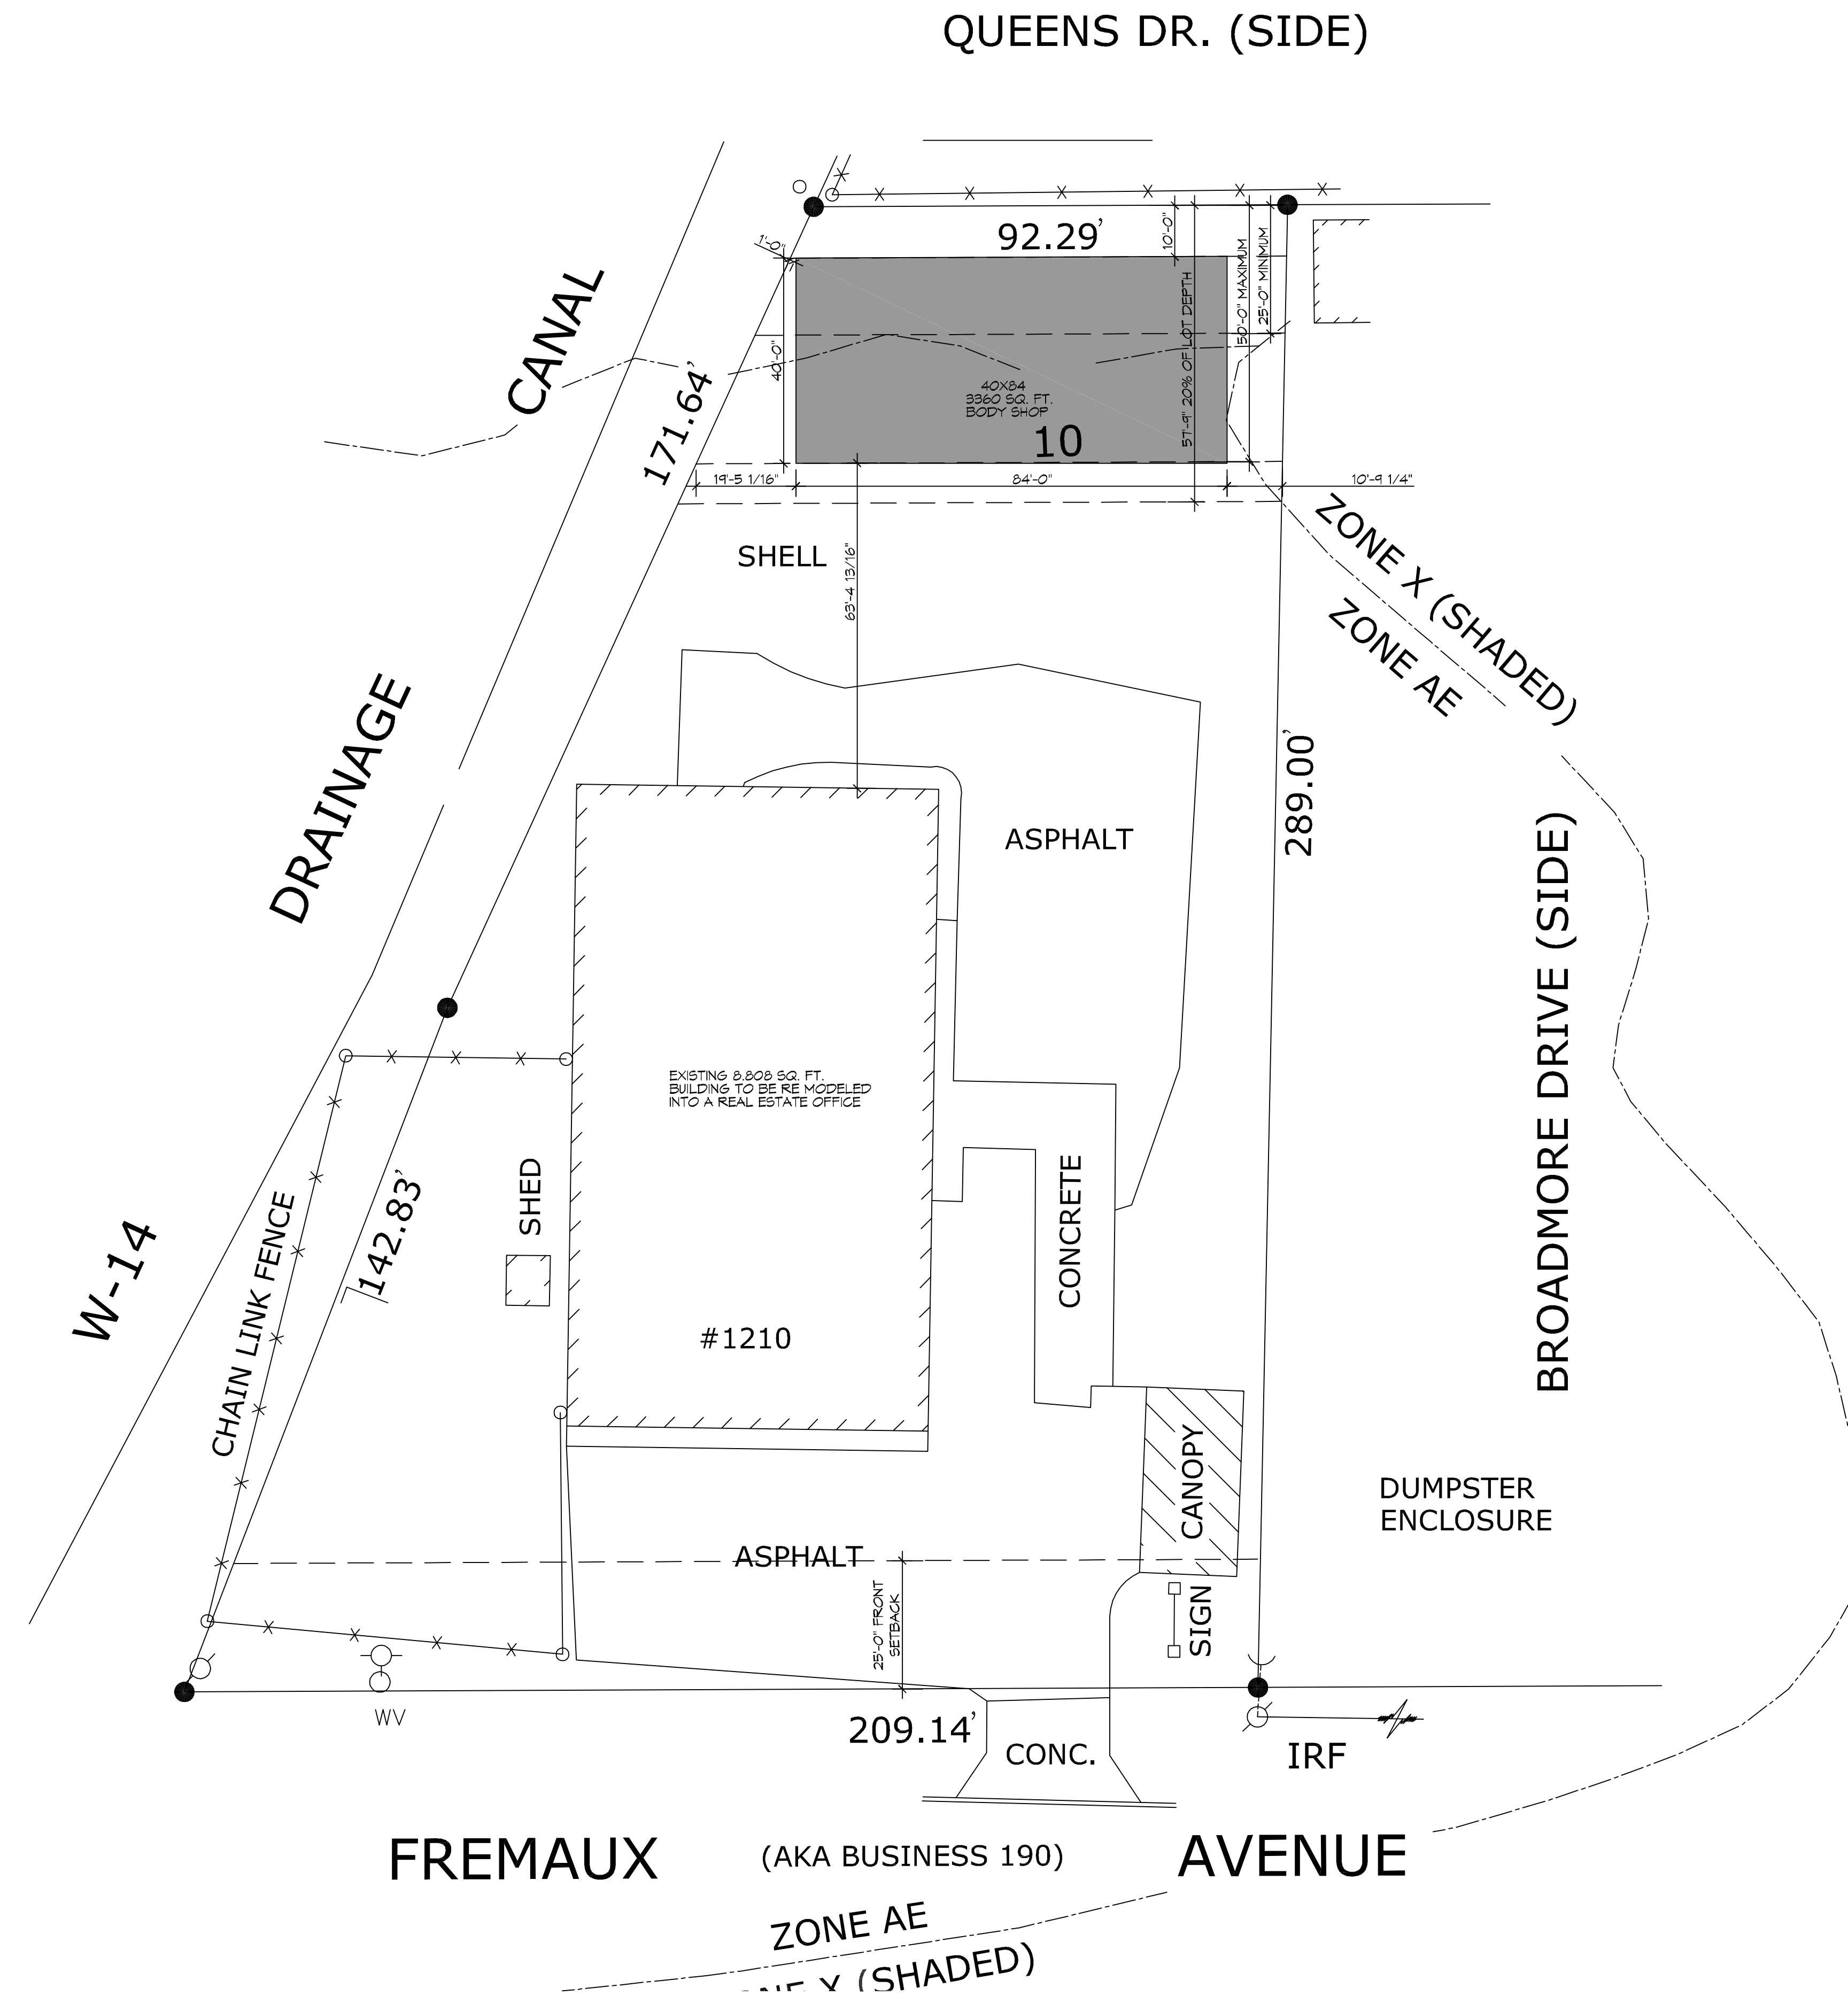 QUEENS DR. (SIDE)
92.29'
1'-0"
10'-0"
57'-9" 20% OF LOT DEPTH
50'-0" MAXIMUM
25'-0" MINIMUM
CANAL
40'-0"
171.64'
40X84
3360 SQ. FT.
BODY SHOP
10
19'-5 1/16"
84'-0"
10'-9 1/4"
ZONE X (SHADED)
ZONE AE
SHELL
63'-4 13/16"
DRAINAGE
289.00'
ASPHALT
BROADMORE DRIVE (SIDE)
EXISTING 8.808 SQ. FT.
BUILDING TO BE RE MODELED
INTO A REAL ESTATE OFFICE
SHED
CONCRETE
142.83'
CHAIN LINK FENCE
W-14
#1210
CANOPY
DUMPSTER
ENCLOSURE
ASPHALT
25'-0" FRONT
SETBACK
SIGN
WV
209.14'
CONC.
IRF
FREMAUX
(AKA BUSINESS 190)
AVENUE
ZONE AE
X (SHADED)